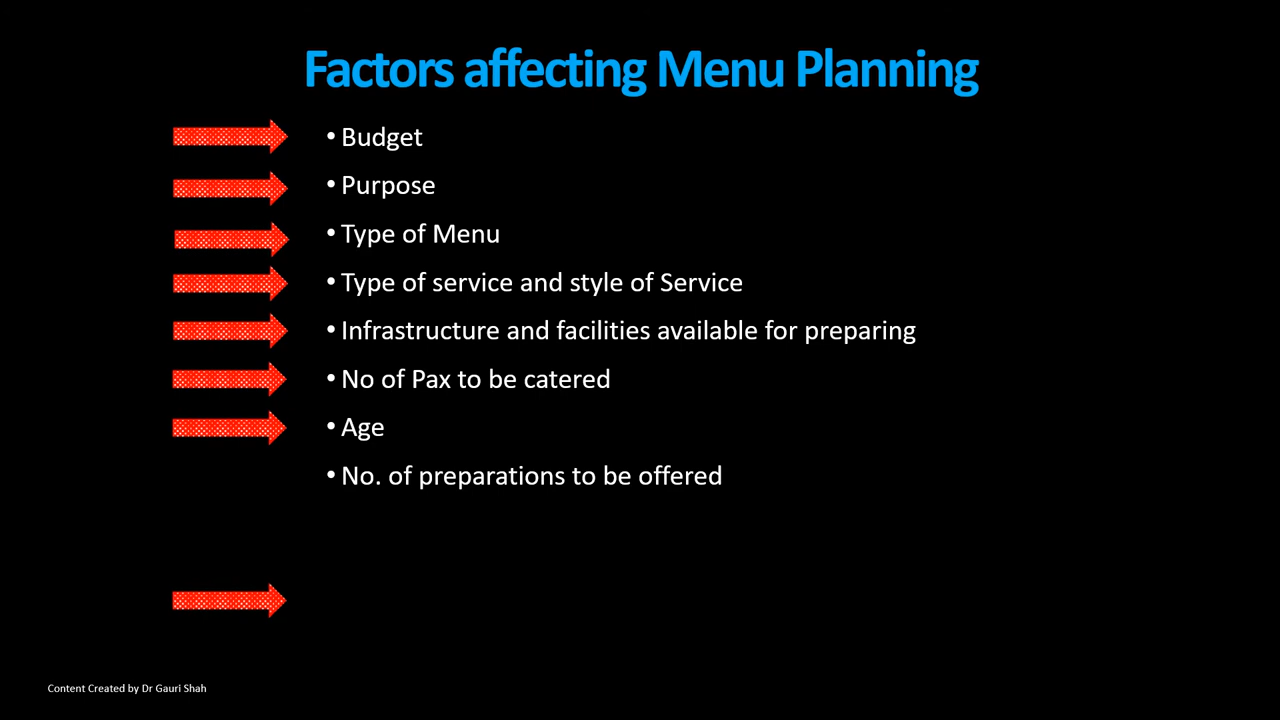 Factors affecting Menu Planning
• Budget
• Purpose
• Type of Menu
• Type of service and style of Service
• Infrastructure and facilities available for preparing
• No of Pax to be catered
• Age
• No. of preparations to be offered
Content Created by Dr Gauri Shah